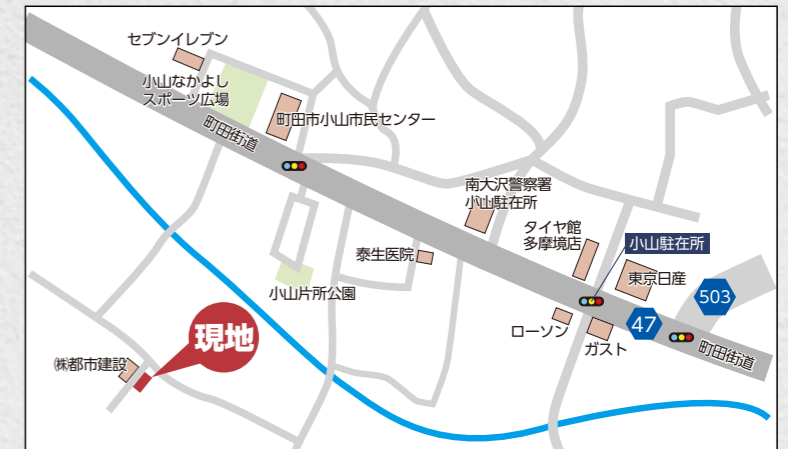 セブンイレブン
小山なかよし
スポーツ広場
町田市小山市民センター
町田街道
南大沢警察署
小山駐在所
タイヤ館
多摩境店
小山駐在所
泰生医院
東京日産
小山片所公園
503
ローソン
47
ガスト
町田街道
現地
㈱都市建設